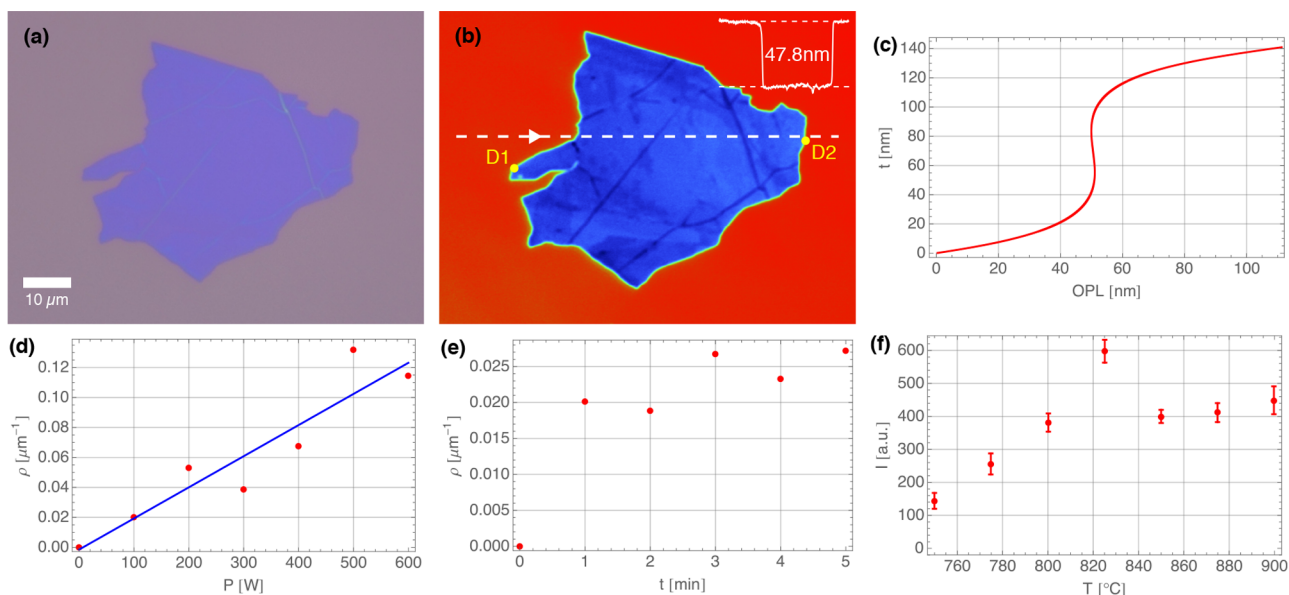 (a)
10 μm
(b)
47.8nm
D1
D2
(c)
140
120
100
80
60
40
20
0
t [nm]
0 20 40 60 80 100
OPL [nm]
(d)
0.12
0.10
0.08
0.06
0.04
0.02
0.00
ρ [μm⁻¹]
0 100 200 300 400 500 600
P [W]
(e)
0.025
0.020
0.015
0.010
0.005
0.000
ρ [μm⁻¹]
0 1 2 3 4 5
t [min]
(f)
600
500
400
300
200
100
0
I [a.u.]
760 780 800 820 840 860 880 900
T [°C]